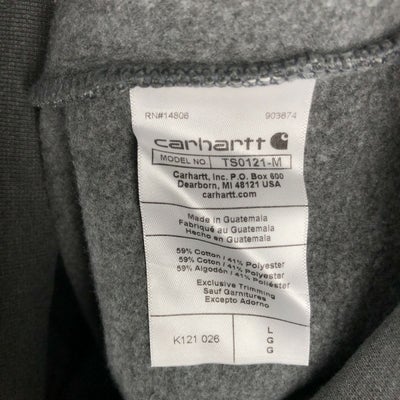 RN#14806 909874
carhartt
MODEL NO TS0121-M
Carhartt, Inc. P.O. Box 600
Dearborn, MI 48121 USA
carhartt.com
Made in Guatemala
Fabriqué au Guatemala
Hecho en Guatemala
59% Cotton / 41% Polyester
59% Coton / 41% Polyester
59% Algodón / 41% Poliéster
Exclusive Trimming
Sauf Garnitures
Excepto Adorno
K121 026
L
G
G